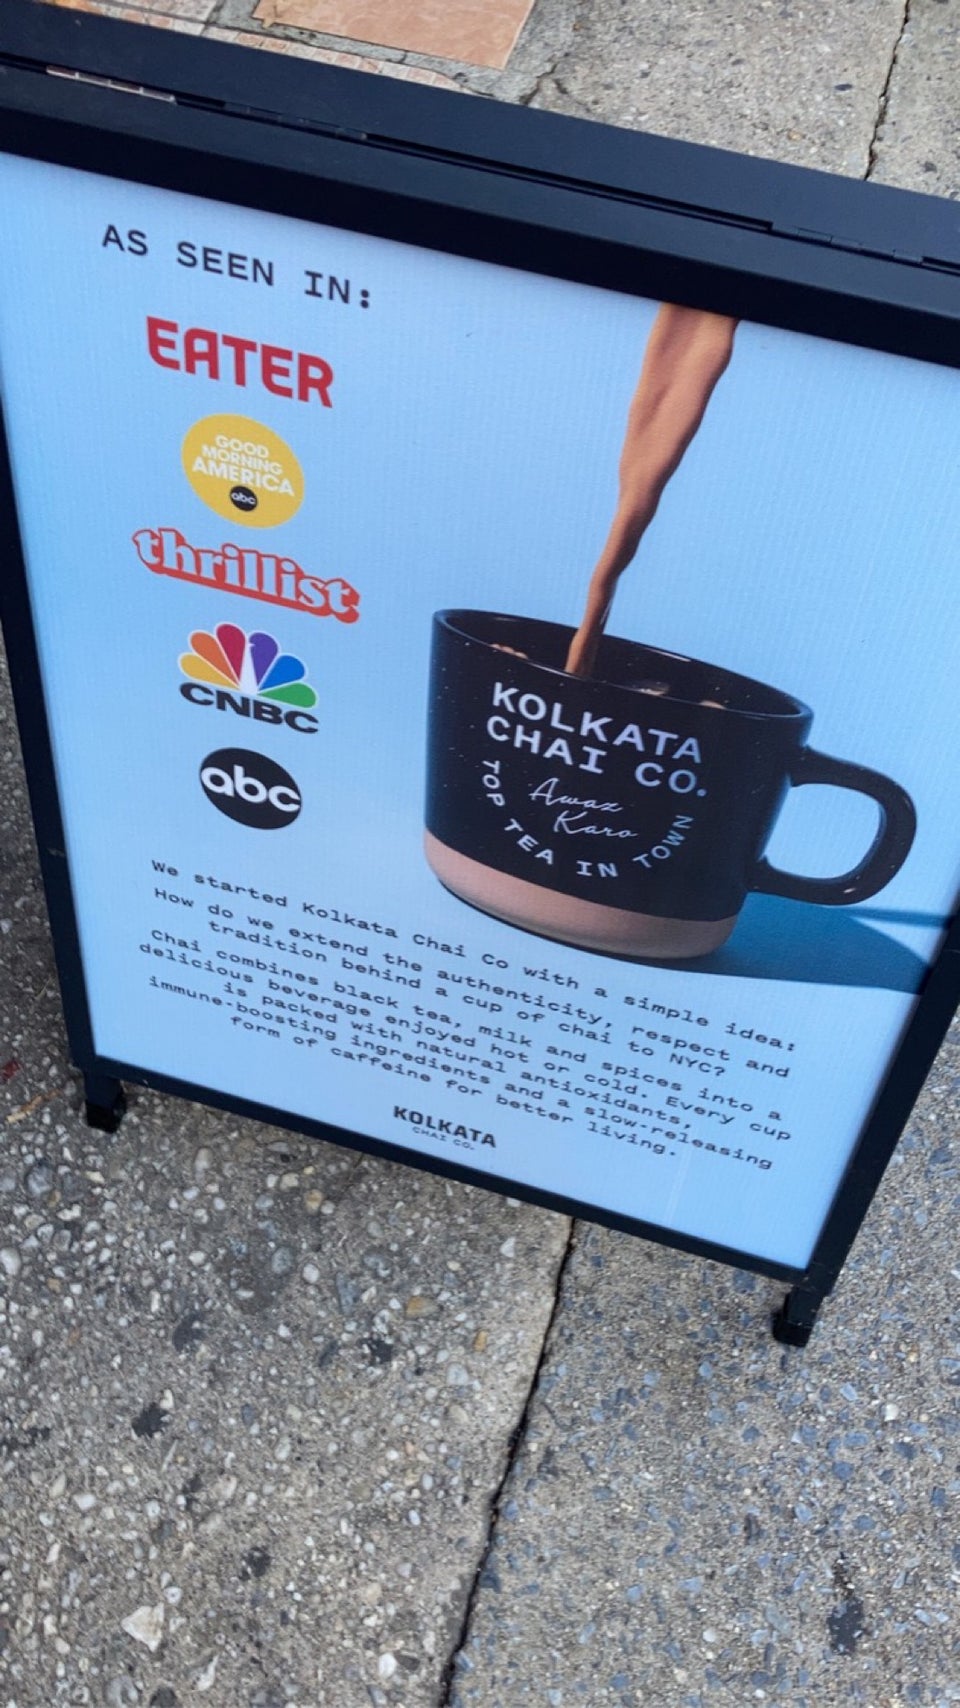 AS SEEN IN:
EATER
GOOD
MORNING
AMERICA
abc
thrillist
CNBC
abc
KOLKATA
CHAI CO.
Awaz
Karo
TOP TEA IN TOWN
We started Kolkata Chai Co with a simple idea:
How do we extend the authenticity, respect and
tradition behind a cup of chai to NYC?
Chai combines black tea, milk and spices into a
delicious beverage enjoyed hot or cold. Every cup
is packed with natural antioxidants,
immune-boosting ingredients and a slow-releasing
form of caffeine for better living.
KOLKATA
CHAI CO.